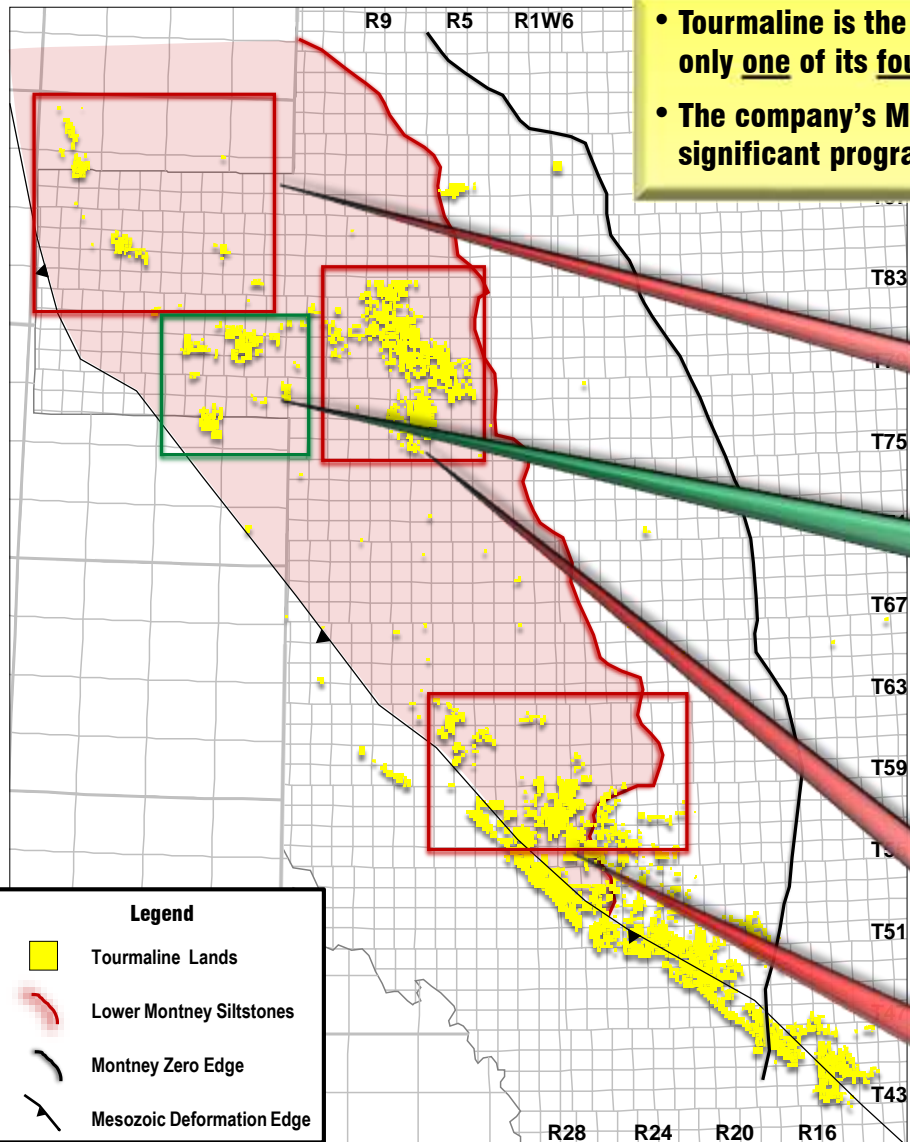 R9 R5 R1W6
• Tourmaline is the
only one of its fou
• The company's M
significant progra
T83
T75
T67
T63
T59
T51
T43
R28 R24 R20 R16
Legend
Tourmaline Lands
Lower Montney Siltstones
Montney Zero Edge
Mesozoic Deformation Edge